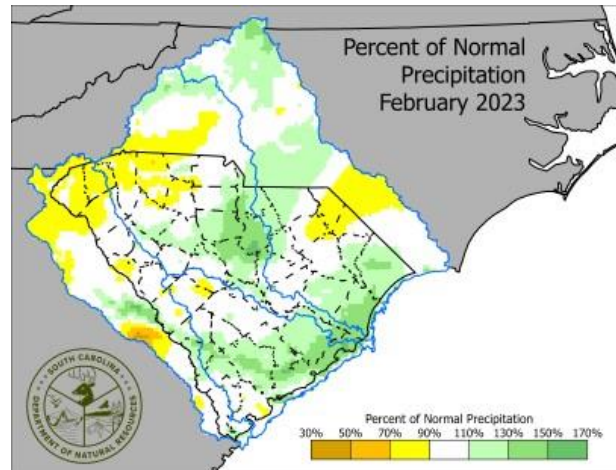 Percent of Normal
Precipitation
February 2023
SOUTH CAROLINA
DEPARTMENT OF NATURAL RESOURCES
Percent of Normal Precipitation
30% 50% 70% 90% 110% 130% 150% 170%